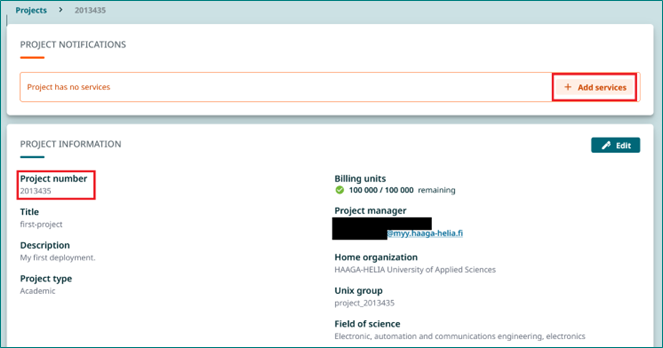 Projects > 2013435
PROJECT NOTIFICATIONS
Project has no services
+ Add services
PROJECT INFORMATION
Edit
Project number
2013435
Title
first-project
Description
My first deployment.
Project type
Academic
Billing units
100 000 / 100 000 remaining
Project manager
@myy.haaga-helia.fi
Home organization
HAAGA-HELIA University of Applied Sciences
Unix group
project_2013435
Field of science
Electronic, automation and communications engineering, electronics